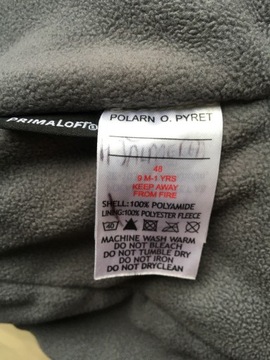 POLARN O. PYRET
PRIMALOFT®
48
9 M-1 YRS
KEEP AWAY
FROM FIRE
SHELL: 100% POLYAMIDE
LINING: 100% POLYESTER FLEECE
40
MACHINE WASH WARM
DO NOT BLEACH
DO NOT TUMBLE DRY
DO NOT IRON
DO NOT DRYCLEAN